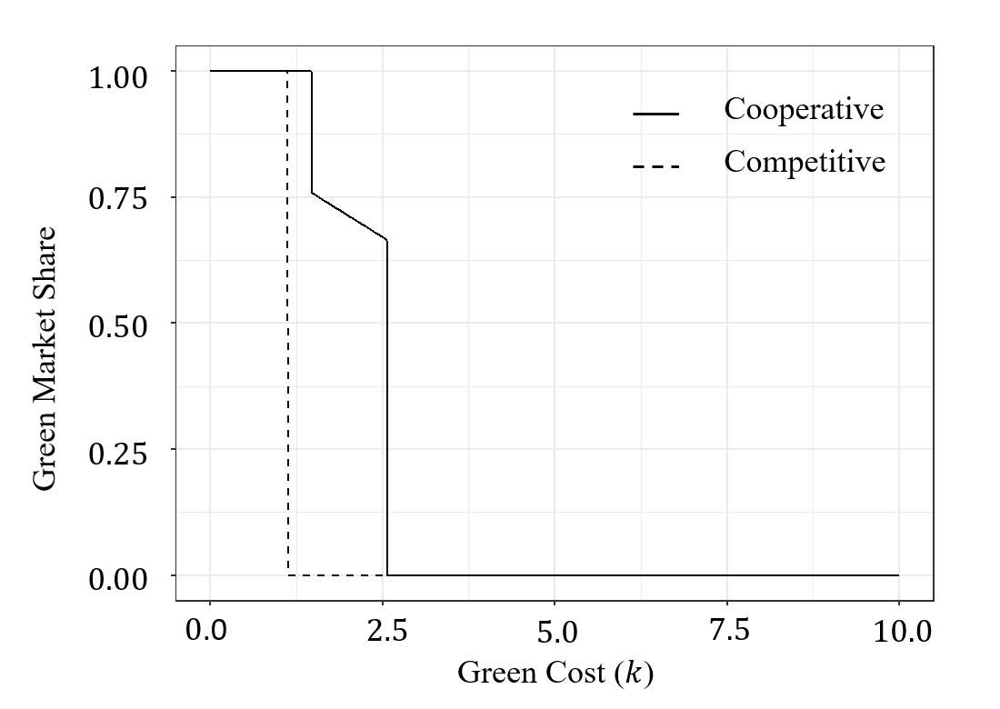 Green Market Share
1.00
0.75
0.50
0.25
0.00
Cooperative
Competitive
0.0 2.5 5.0 7.5 10.0
Green Cost (k)